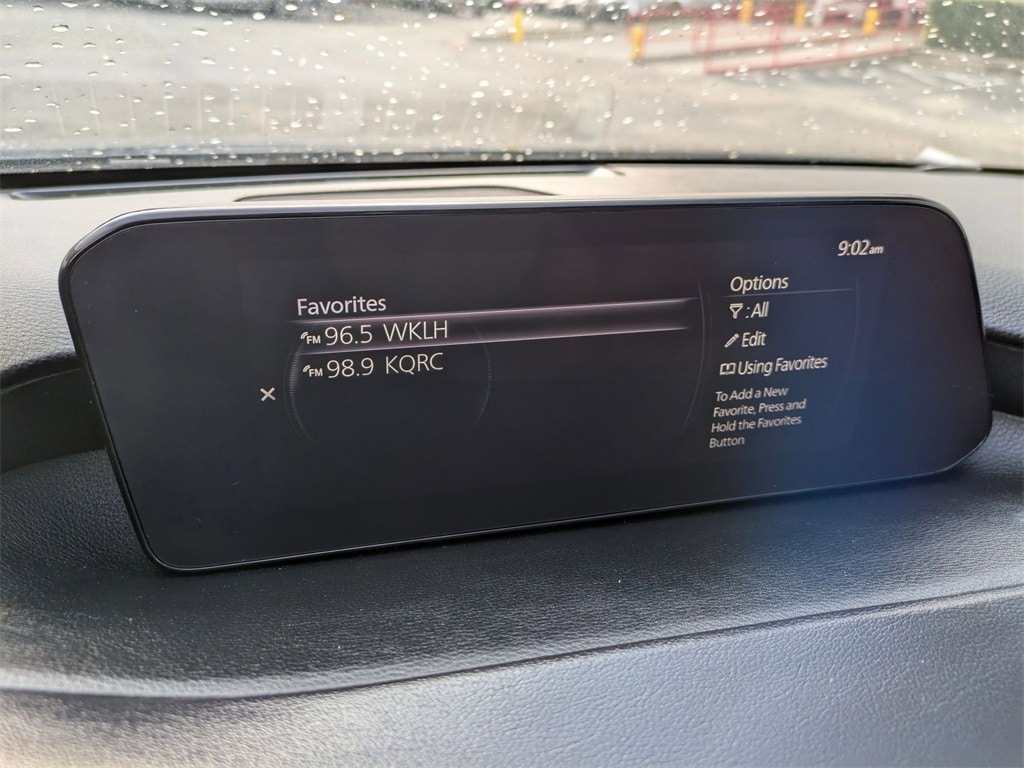 9:02am
Favorites
FM 96.5 WKLH
FM 98.9 KQRC
Options
: All
Edit
Using Favorites
To Add a New
Favorite, Press and
Hold the Favorites
Button